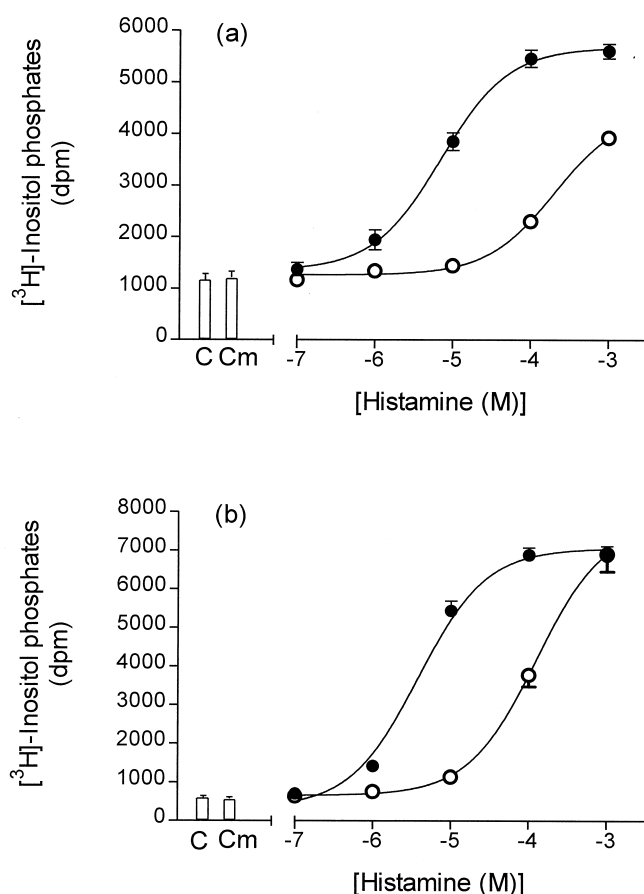 (a)
[³H]-Inositol phosphates
(dpm)
6000
5000
4000
3000
2000
1000
0
C Cm
-7 -6 -5 -4 -3
[Histamine (M)]
(b)
[³H]-Inositol phosphates
(dpm)
8000
7000
6000
5000
4000
3000
2000
1000
0
C Cm
-7 -6 -5 -4 -3
[Histamine (M)]